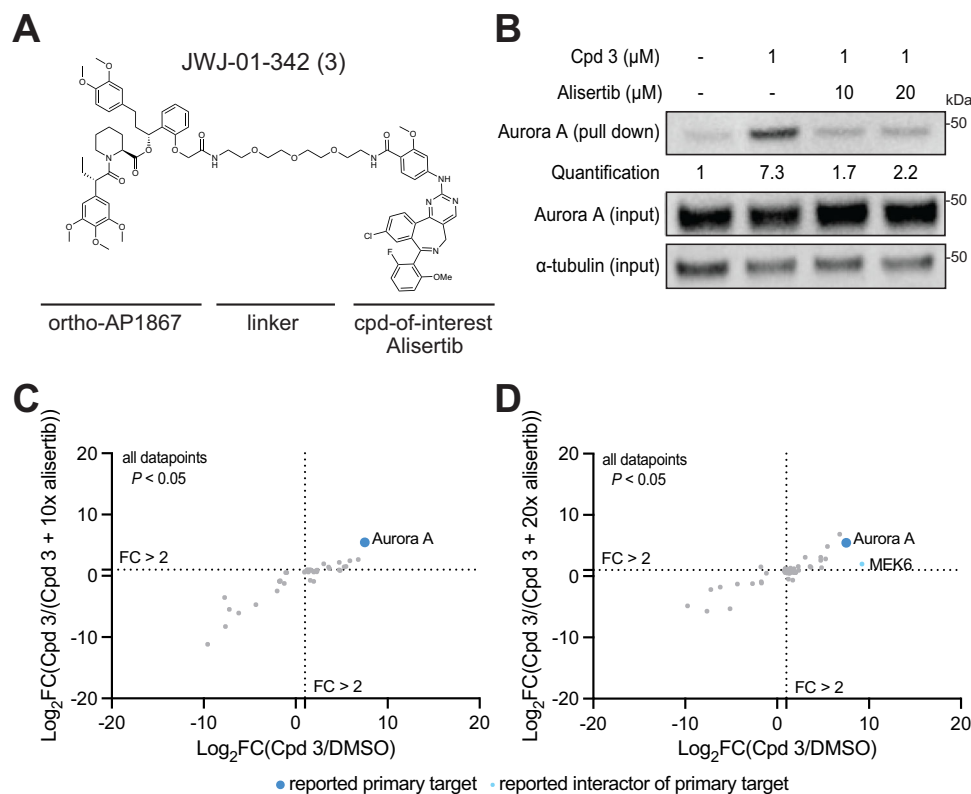 A
JWJ-01-342 (3)
ortho-AP1867
linker
cpd-of-interest
Alisertib
B
Cpd 3 (μM) - 1 1 1
Alisertib (μM) - - 10 20
kDa
Aurora A (pull down) -50
Quantification 1 7.3 1.7 2.2
Aurora A (input) -50
α-tubulin (input) -50
C
Log2FC(Cpd 3/(Cpd 3 + 10x alisertib))
20
10
0
-10
-20
all datapoints
P < 0.05
Aurora A
FC > 2
FC > 2
-20 -10 0 10 20
Log2FC(Cpd 3/DMSO)
D
Log2FC(Cpd 3/(Cpd 3 + 20x alisertib))
20
10
0
-10
-20
all datapoints
P < 0.05
Aurora A
MEK6
FC > 2
FC > 2
-20 -10 0 10 20
Log2FC(Cpd 3/DMSO)
reported primary target
reported interactor of primary target